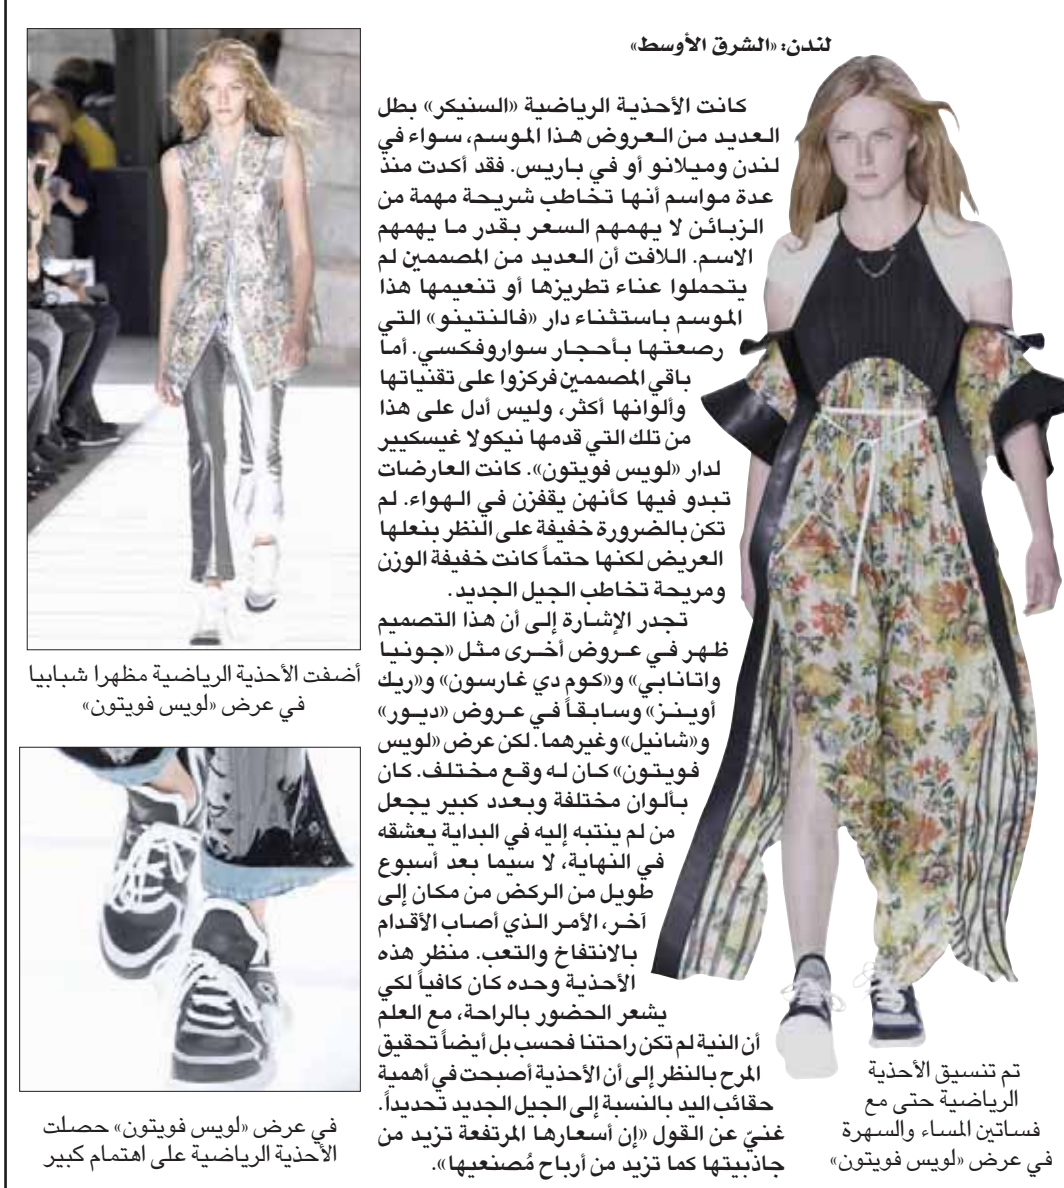 لندن: «الشرق الأوسط»
كانت الأحذية الرياضية «السنيكر» بطل
العديد من العروض هذا الموسم، سواء في
لندن وميلانو أو في باريس. فقد أكدت منذ
عدة مواسم أنها تخاطب شريحة مهمة من
الزبائن لا يهمهم السعر بقدر ما يهمهم
الاسم. اللافت أن العديد من المصممين لم
يتحملوا عناء تطريزها أو تنعيمها هذا
الموسم باستثناء دار «فالنتينو» التي
رصعتها بأحجار سواروفكسي. أما
باقي المصممين فركزوا على تقنياتها
وألوانها أكثر، وليس أدل على هذا
من تلك التي قدمها نيكولا غيسكيير
لدار «لويس فويتون». كانت العارضات
تبدو فيها كأنهن يقفزن في الهواء. لم
تكن بالضرورة خفيفة على النظر بنعلها
العريض لكنها حتماً كانت خفيفة الوزن
ومريحة تخاطب الجيل الجديد.
تجدر الإشارة إلى أن هذا التصميم
ظهر في عروض أخرى مثل «جونيا
واتانابي» و«كوم دي غارسون» و«ريك
أوينز» وسابقاً في عروض «ديور»
و«شانيل» وغيرهما. لكن عرض «لويس
فويتون» كان له وقع مختلف. كان
بألوان مختلفة وبعدد كبير يجعل
من لم ينتبه إليه في البداية يعشقه
في النهاية، لا سيما بعد أسبوع
طويل من الركض من مكان إلى
آخر، الأمر الذي أصاب الأقدام
بالانتفاخ والتعب. منظر هذه
الأحذية وحده كان كافياً لكي
يشعر الحضور بالراحة، مع العلم
أن النية لم تكن راحتنا فحسب بل أيضاً تحقيق
المرح بالنظر إلى أن الأحذية أصبحت في أهمية
حقائب اليد بالنسبة إلى الجيل الجديد تحديداً.
غنيّ عن القول «إن أسعارها المرتفعة تزيد من
جاذبيتها كما تزيد من أرباح مُصنعيها».
تم تنسيق الأحذية
الرياضية حتى مع
فساتين المساء والسهرة
في عرض «لويس فويتون»
أضفت الأحذية الرياضية مظهرا شبابيا
في عرض «لويس فويتون»
في عرض «لويس فويتون» حصلت
الأحذية الرياضية على اهتمام كبير